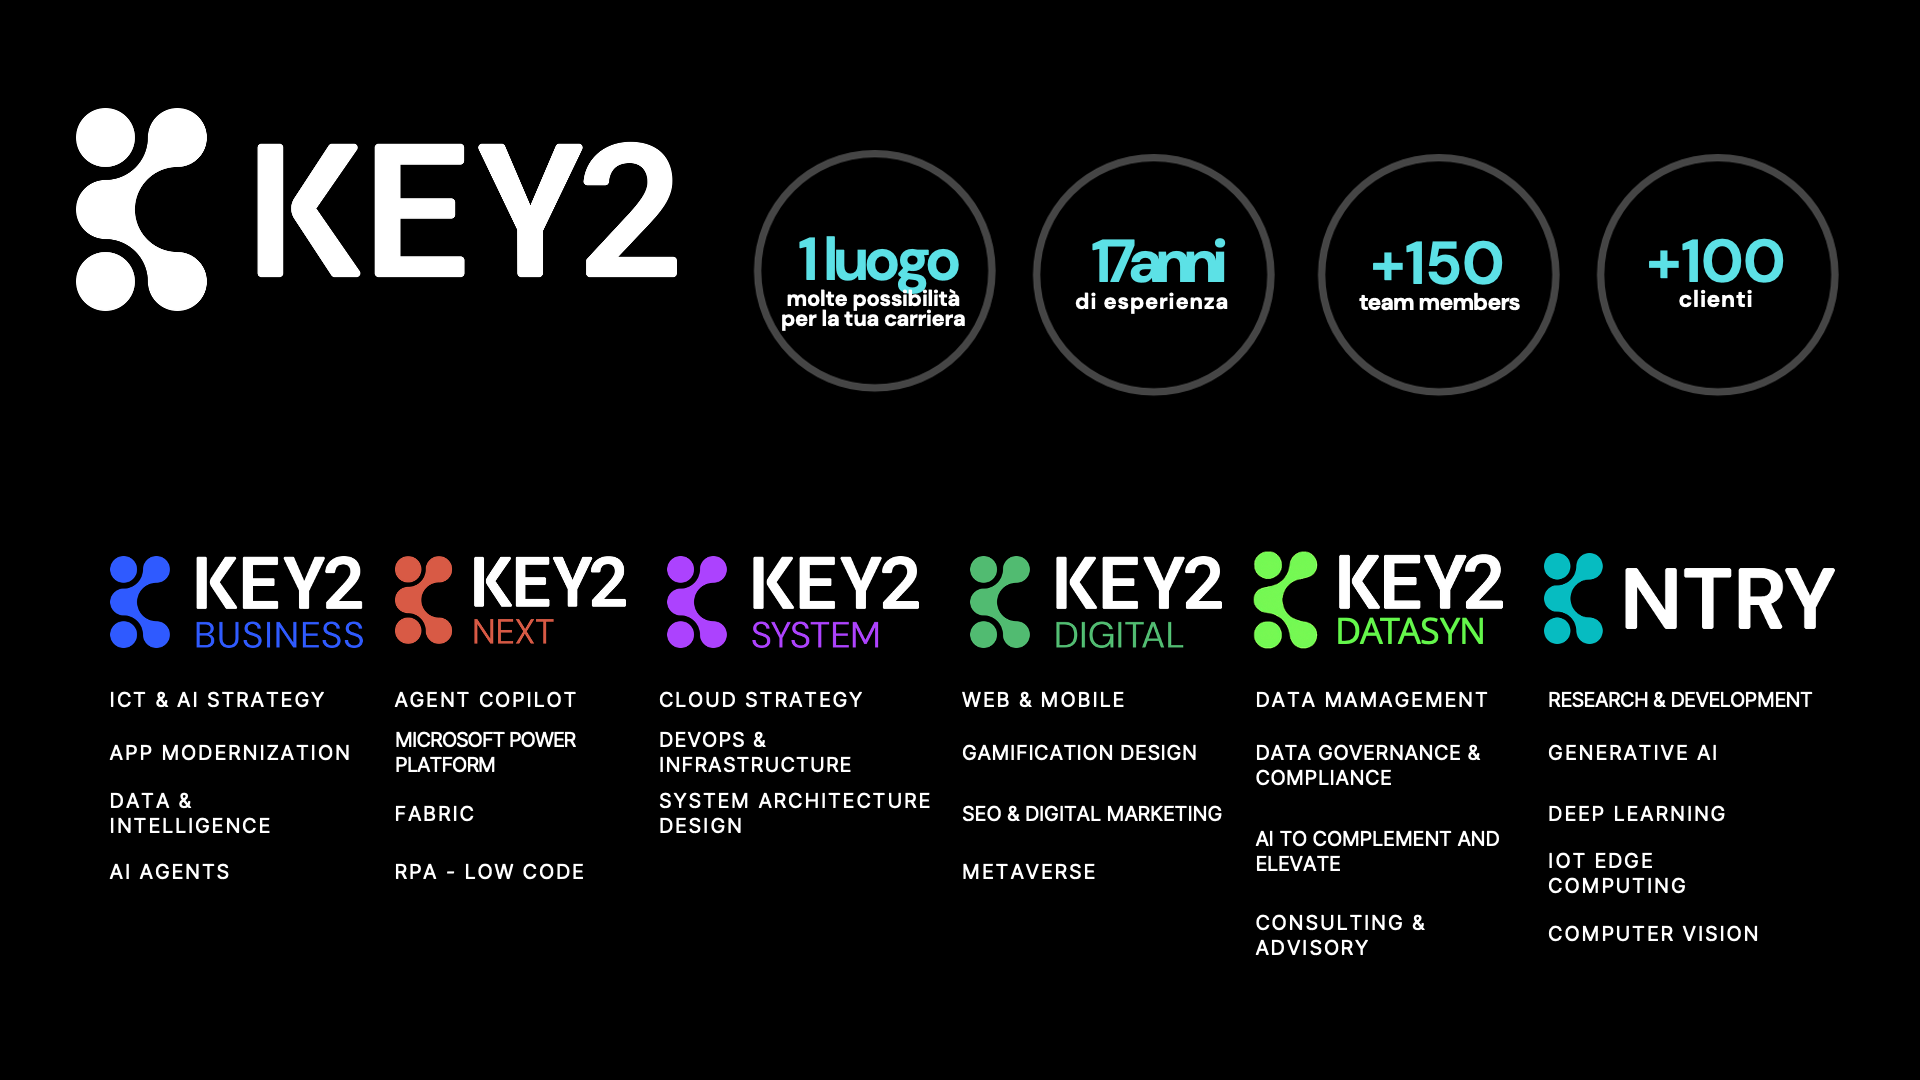 KEY2
1 luogo
molte possibilità
per la tua carriera
17anni
di esperienza
+150
team members
+100
clienti
KEY2
BUSINESS
ICT & AI STRATEGY
APP MODERNIZATION
DATA &
INTELLIGENCE
AI AGENTS
KEY2
NEXT
AGENT COPILOT
MICROSOFT POWER
PLATFORM
FABRIC
RPA - LOW CODE
KEY2
SYSTEM
CLOUD STRATEGY
DEVOPS &
INFRASTRUCTURE
SYSTEM ARCHITECTURE
DESIGN
KEY2
DIGITAL
WEB & MOBILE
GAMIFICATION DESIGN
SEO & DIGITAL MARKETING
METAVERSE
KEY2
DATASYN
DATA MAMAGEMENT
DATA GOVERNANCE &
COMPLIANCE
AI TO COMPLEMENT AND
ELEVATE
CONSULTING &
ADVISORY
NTRY
RESEARCH & DEVELOPMENT
GENERATIVE AI
DEEP LEARNING
IOT EDGE
COMPUTING
COMPUTER VISION